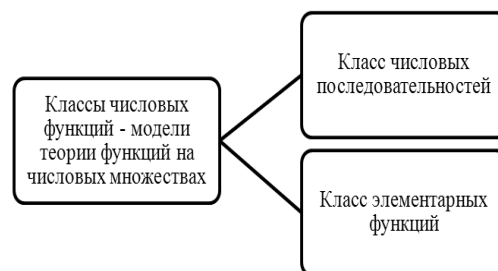 Классы числовых
функций - модели
теории функций на
числовых множествах
Класс числовых
последовательностей
Класс элементарных
функций